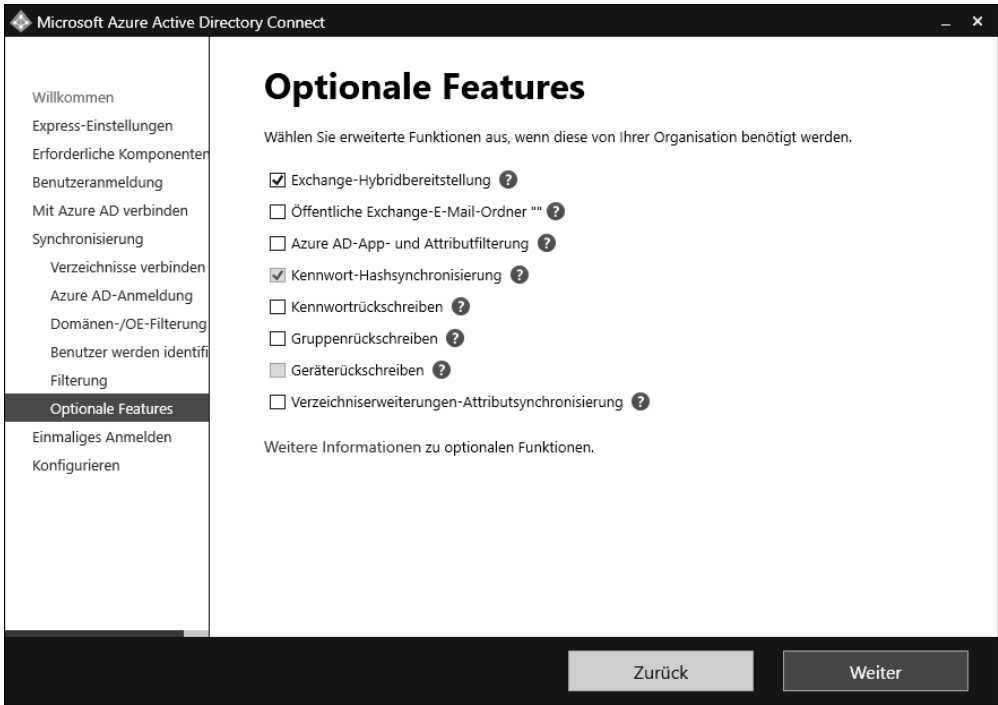 Microsoft Azure Active Directory Connect
Willkommen
Express-Einstellungen
Erforderliche Komponenten
Benutzeranmeldung
Mit Azure AD verbinden
Synchronisierung
Verzeichnisse verbinden
Azure AD-Anmeldung
Domänen-/OE-Filterung
Benutzer werden identifi
Filterung
Optionale Features
Einmaliges Anmelden
Konfigurieren
Optionale Features
Wählen Sie erweiterte Funktionen aus, wenn diese von Ihrer Organisation benötigt werden.
Exchange-Hybridbereitstellung ?
Öffentliche Exchange-E-Mail-Ordner "" ?
Azure AD-App- und Attributfilterung ?
Kennwort-Hashsynchronisierung ?
Kennwortrückschreiben ?
Gruppenrückschreiben ?
Geräterückschreiben ?
Verzeichniserweiterungen-Attributsynchronisierung ?
Weitere Informationen zu optionalen Funktionen.
Zurück
Weiter